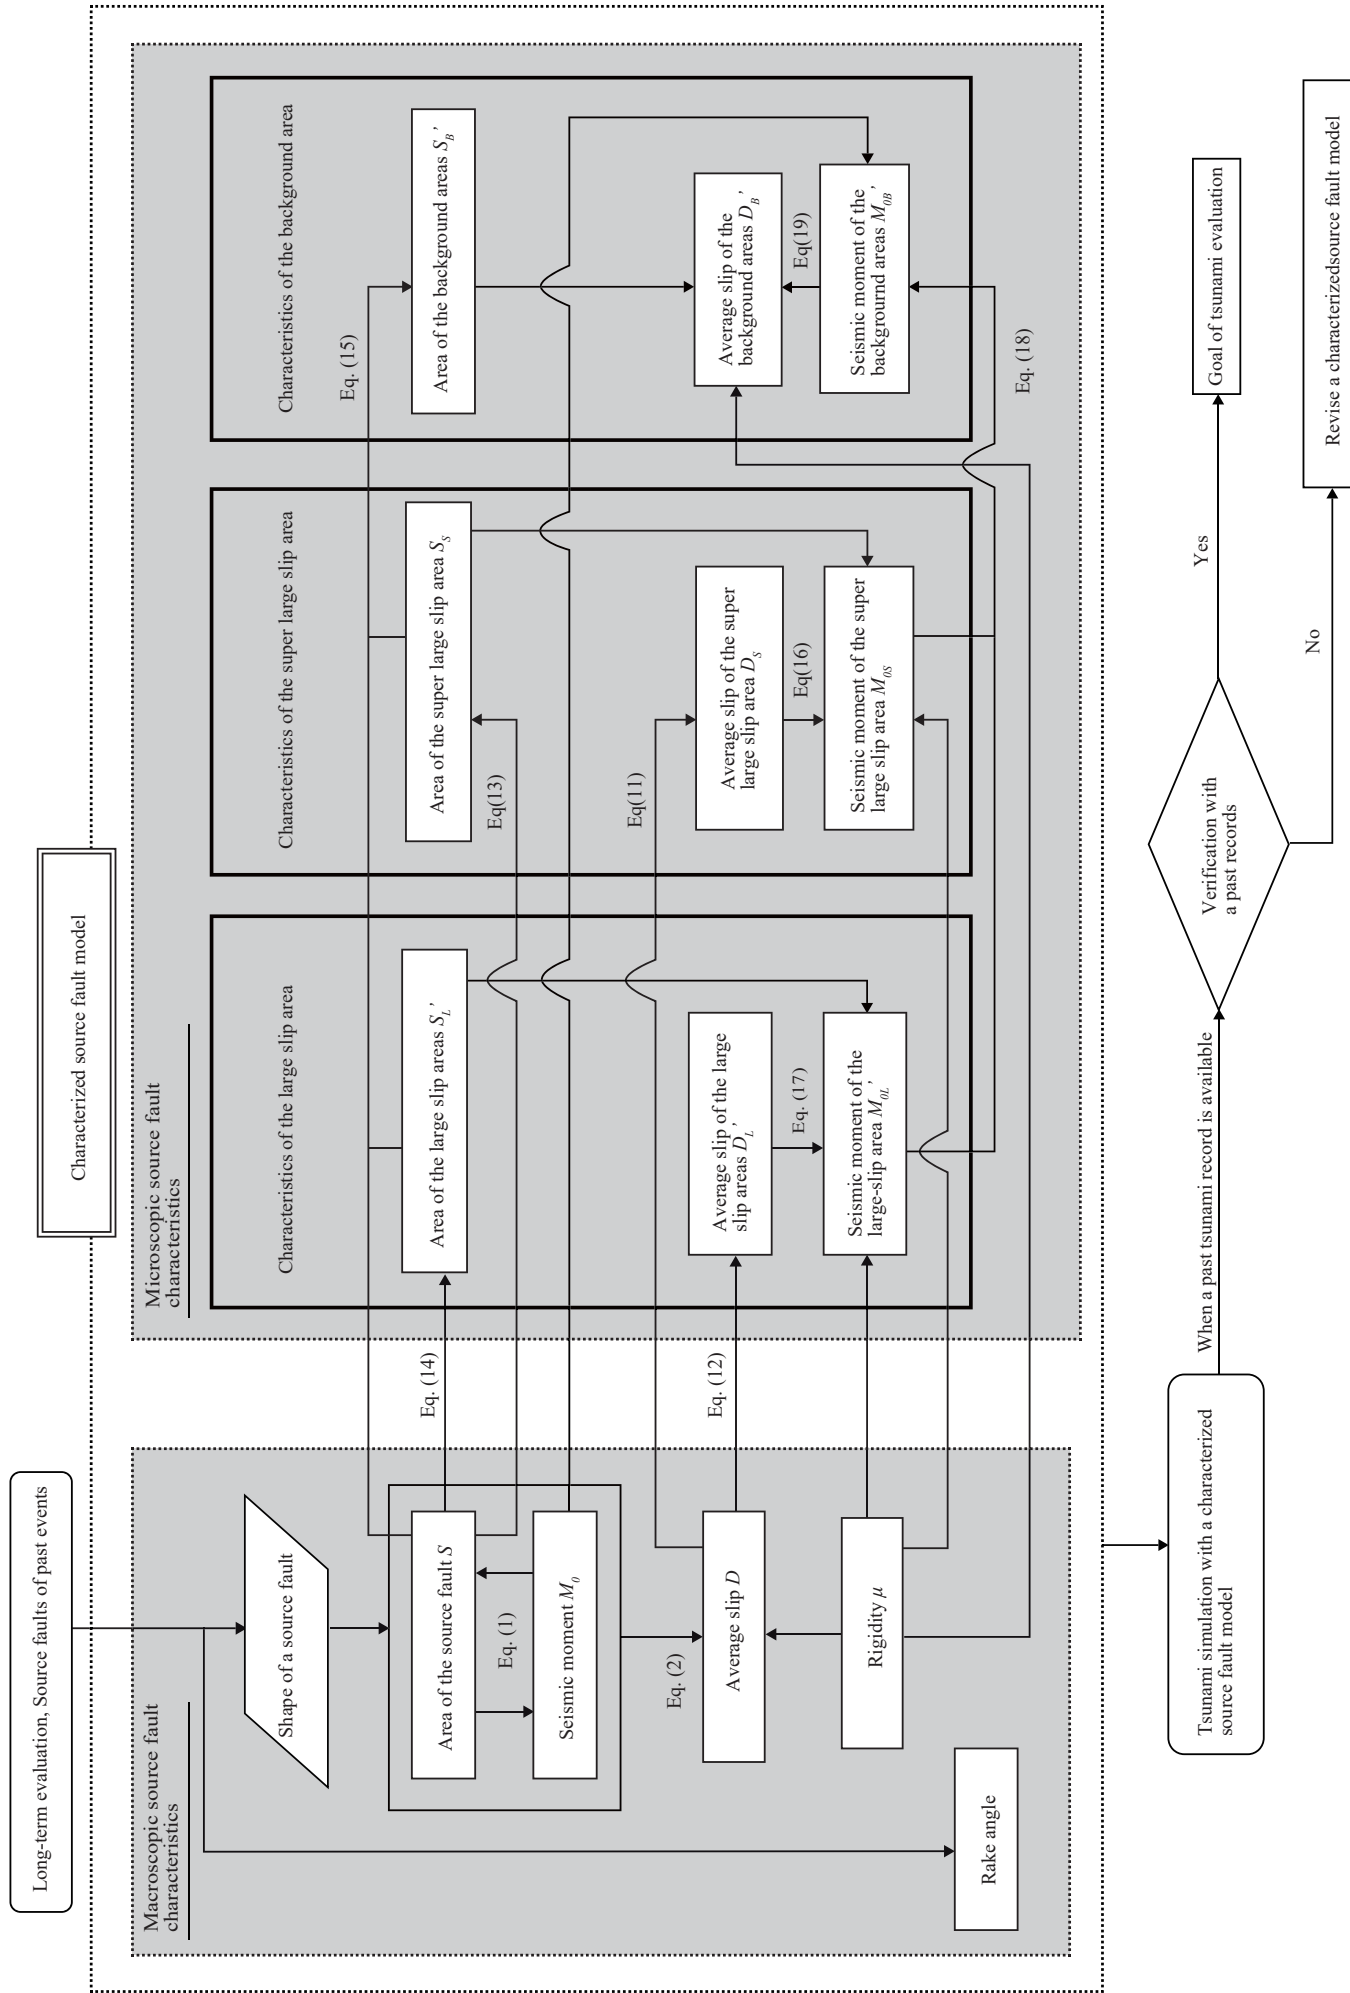 Long-term evaluation, Source faults of past events
Characterized source fault model
Macroscopic source fault
characteristics
Shape of a source fault
Area of the source fault S
Eq. (1)
Seismic moment M₀
Eq. (2)
Average slip D
Rigidity μ
Rake angle
Eq. (14)
Eq. (12)
Microscopic source fault
characteristics
Characteristics of the large slip area
Area of the large slip areas S_L'
Average slip of the large
slip areas D_L'
Eq. (17)
Seismic moment of the
large-slip area M_0L'
Characteristics of the super large slip area
Area of the super large slip area S_S
Eq(13)
Eq(11)
Average slip of the super
large slip area D_S
Eq(16)
Seismic moment of the super
large slip area M_0S
Characteristics of the background area
Eq. (15)
Area of the background areas S_B'
Average slip of the
background areas D_B'
Eq(19)
Seismic moment of the
background areas M_0B'
Eq. (18)
Tsunami simulation with a characterized
source fault model
When a past tsunami record is available
Verification with
a past records
Yes
Goal of tsunami evaluation
No
Revise a characterizedsource fault model